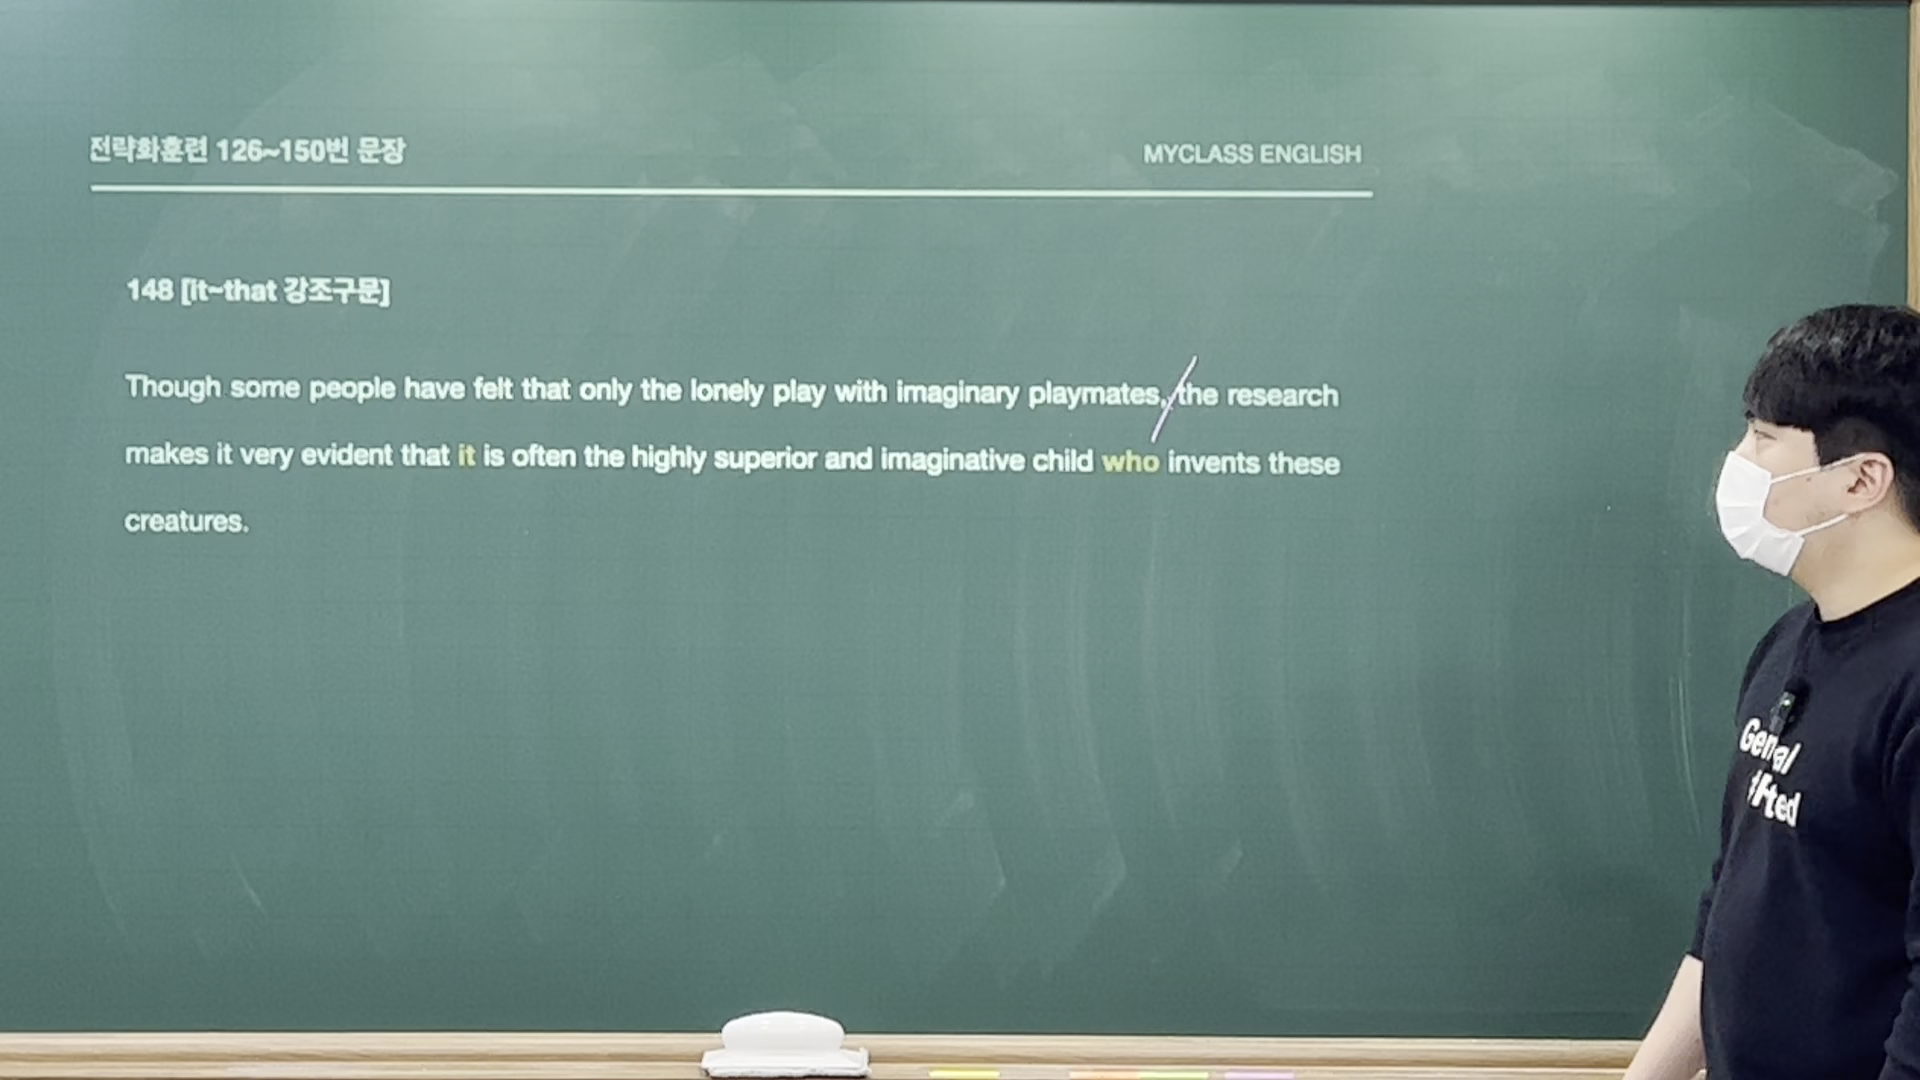 전략화훈련 126~150번 문장
MYCLASS ENGLISH
148 [it~that 강조구문]
Though some people have felt that only the lonely play with imaginary playmates, the research
makes it very evident that it is often the highly superior and imaginative child who invents these
creatures.